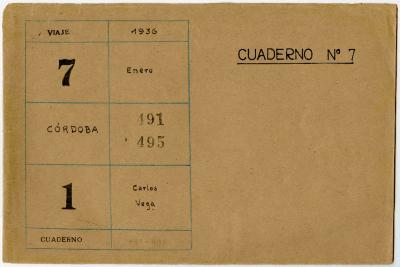 VIAJE 1936
CUADERNO Nº 7
7 Enero
CÓRDOBA 491
495
1 Carlos
Vega
CUADERNO